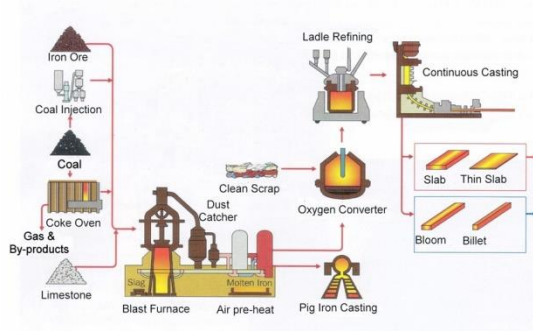 Iron Ore
Coal Injection
Coal
Coke Oven
Gas &
By-products
Limestone
Slag
Blast Furnace
Dust
Catcher
Molten Iron
Air pre-heat
Clean Scrap
Ladle Refining
Oxygen Converter
Pig Iron Casting
Continuous Casting
Slab Thin Slab
Bloom Billet